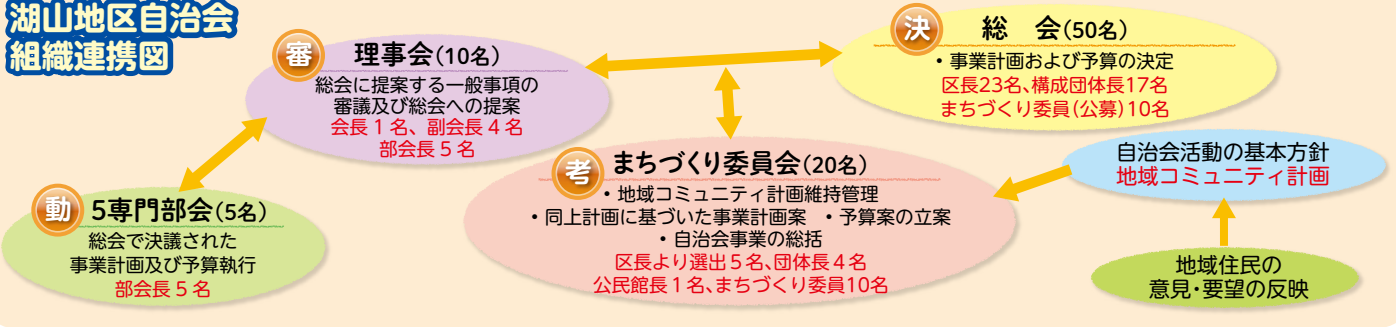 湖山地区自治会
組織連携図
審 理事会(10名)
総会に提案する一般事項の
審議及び総会への提案
会長1名、副会長4名
部会長5名
決 総 会(50名)
・事業計画および予算の決定
区長23名、構成団体長17名
まちづくり委員(公募)10名
動 5専門部会(5名)
総会で決議された
事業計画及び予算執行
部会長5名
考 まちづくり委員会(20名)
・地域コミュニティ計画維持管理
・同上計画に基づいた事業計画案 ・予算案の立案
・自治会事業の総括
区長より選出5名、団体長4名
公民館長1名、まちづくり委員10名
自治会活動の基本方針
地域コミュニティ計画
地域住民の
意見・要望の反映